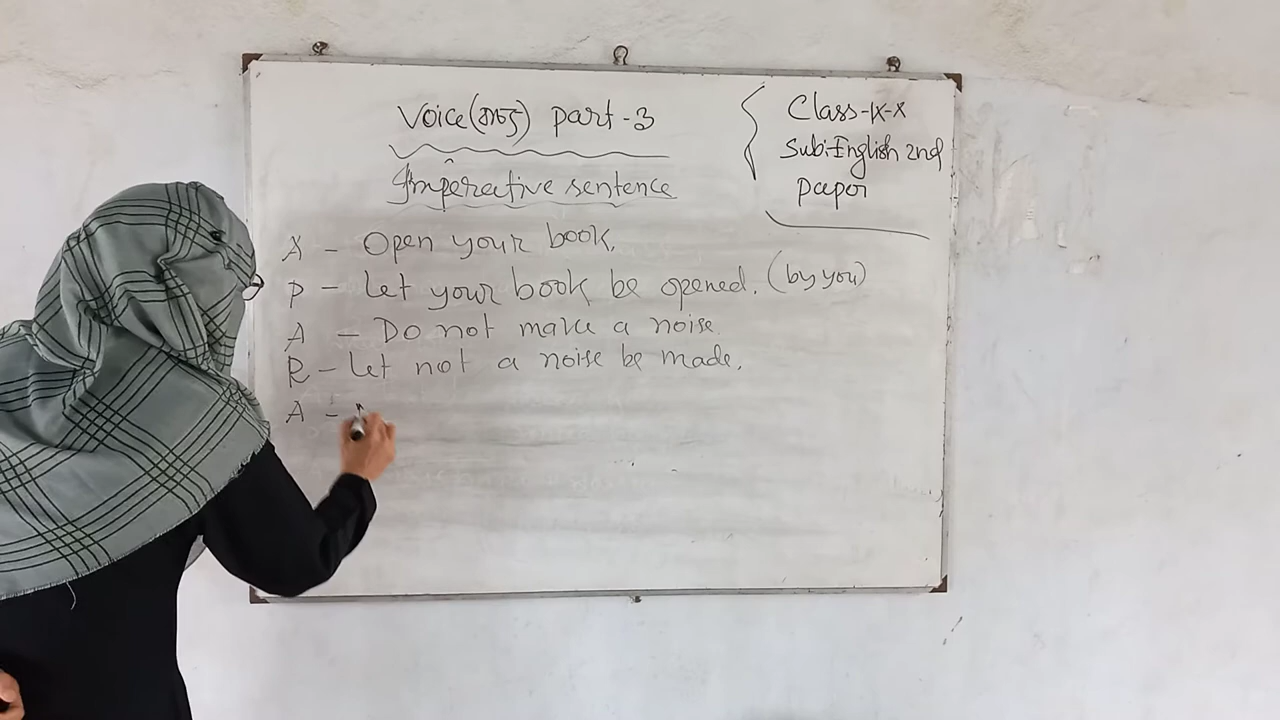 Voice (বাচ্য) part - 3
Imperative sentence
Class-IX-X
Sub:-English 2nd
paper
A - Open your book.
P - Let your book be opened. (by you)
A - Do not make a noise.
P - Let not a noise be made.
A -